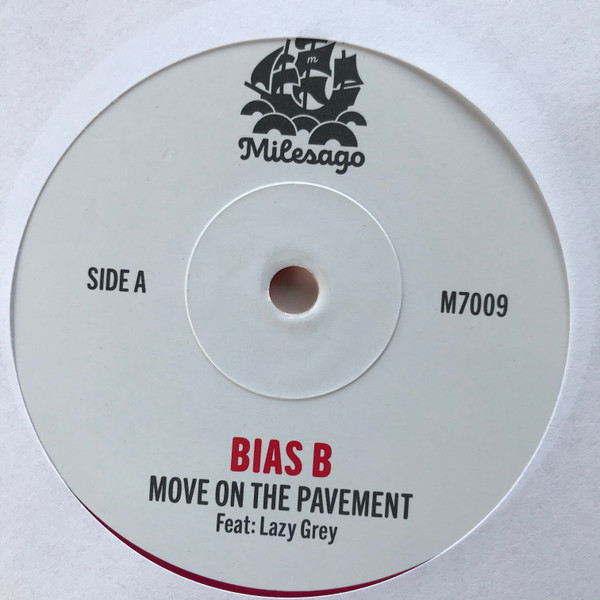 m
Milesago
SIDE A
M7009
BIAS B
MOVE ON THE PAVEMENT
Feat: Lazy Grey